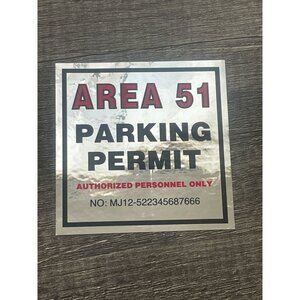 AREA 51
PARKING
PERMIT
AUTHORIZED PERSONNEL ONLY
NO: MJ12-522345687666